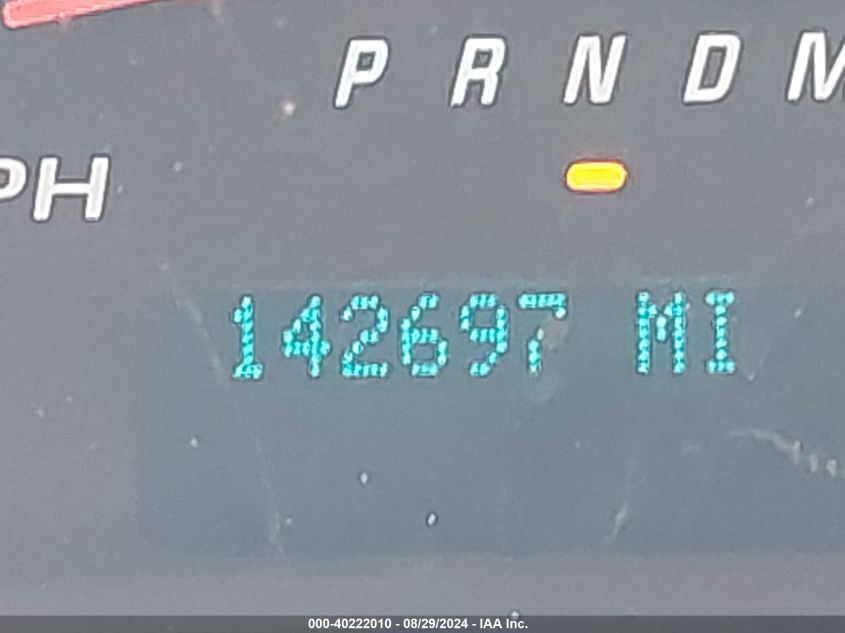 P R N D M
PH
142697 MI
000-40222010 - 08/29/2024 - IAA Inc.